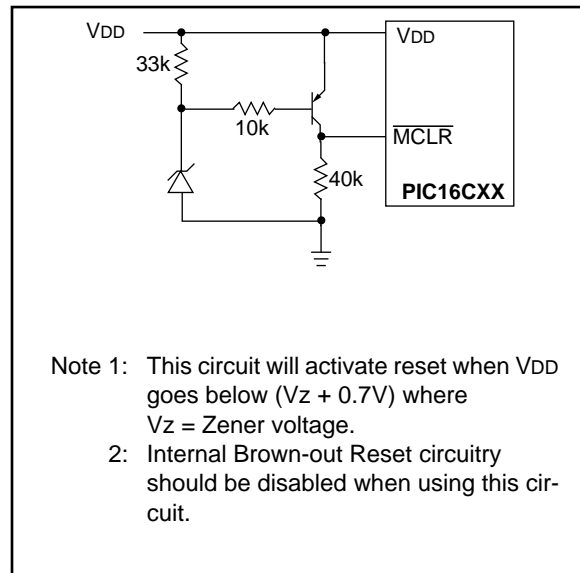 VDD
VDD
33k
10k
MCLR
40k
PIC16CXX
Note 1: This circuit will activate reset when VDD
goes below (Vz + 0.7V) where
Vz = Zener voltage.
2: Internal Brown-out Reset circuitry
should be disabled when using this cir-
cuit.